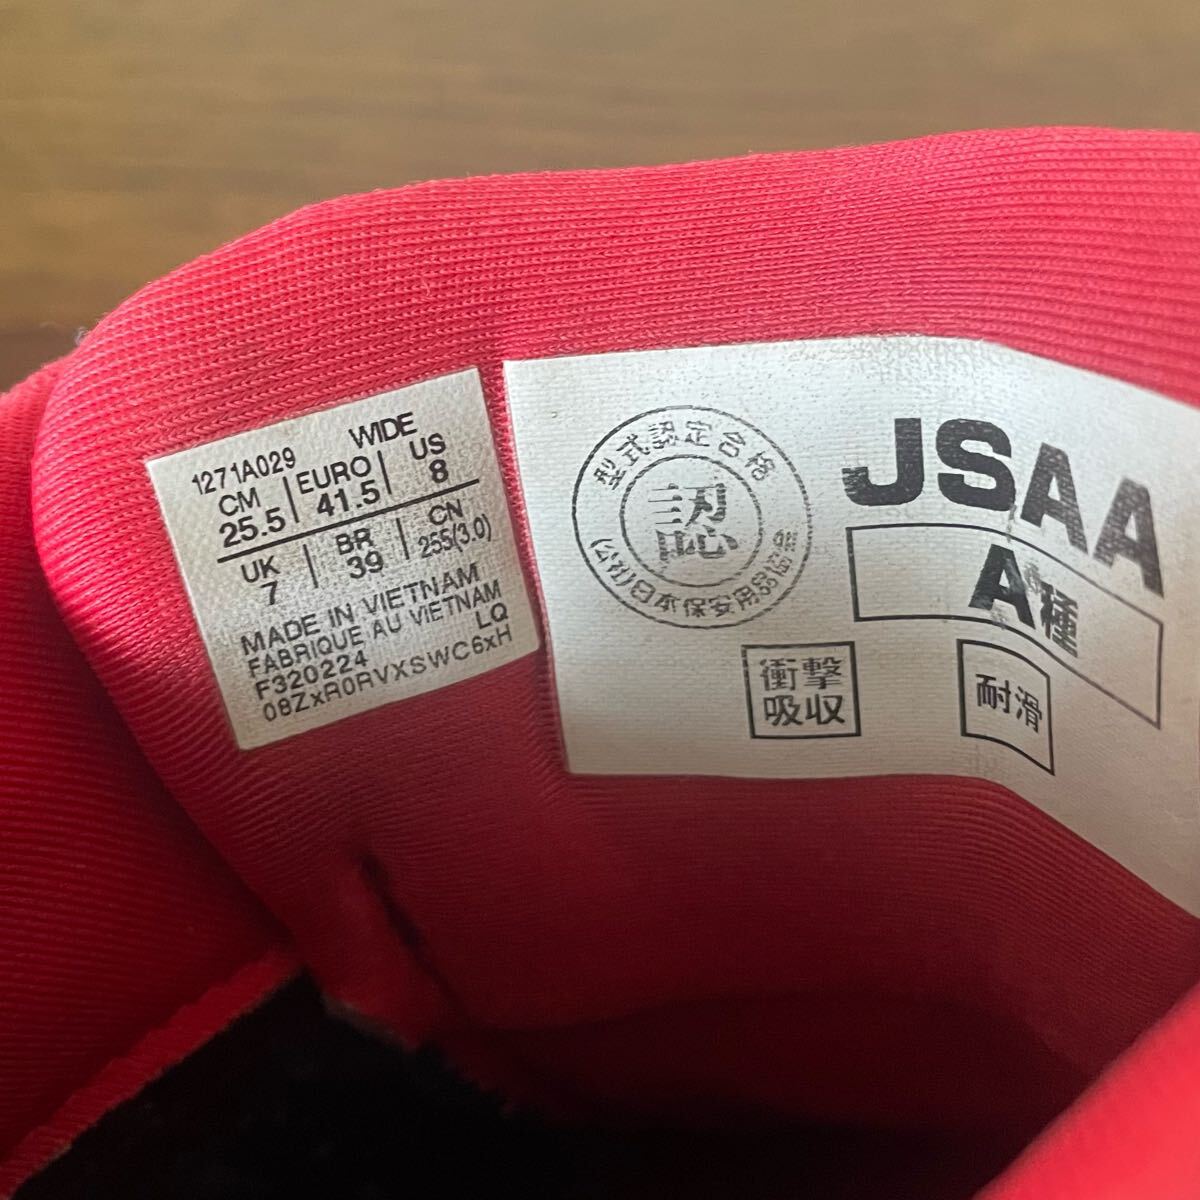 1271A029 WIDE
CM EURO US
25.5 41.5 8
UK BR CN
7 39 255(3.0)
MADE IN VIETNAM
FABRIQUE AU VIETNAM
F320224 LQ
08ZxR0RVXSWC6xH
型式認定合格
認
(公社)日本保安用品協会
JSAA
A種
衝撃
吸収
耐滑